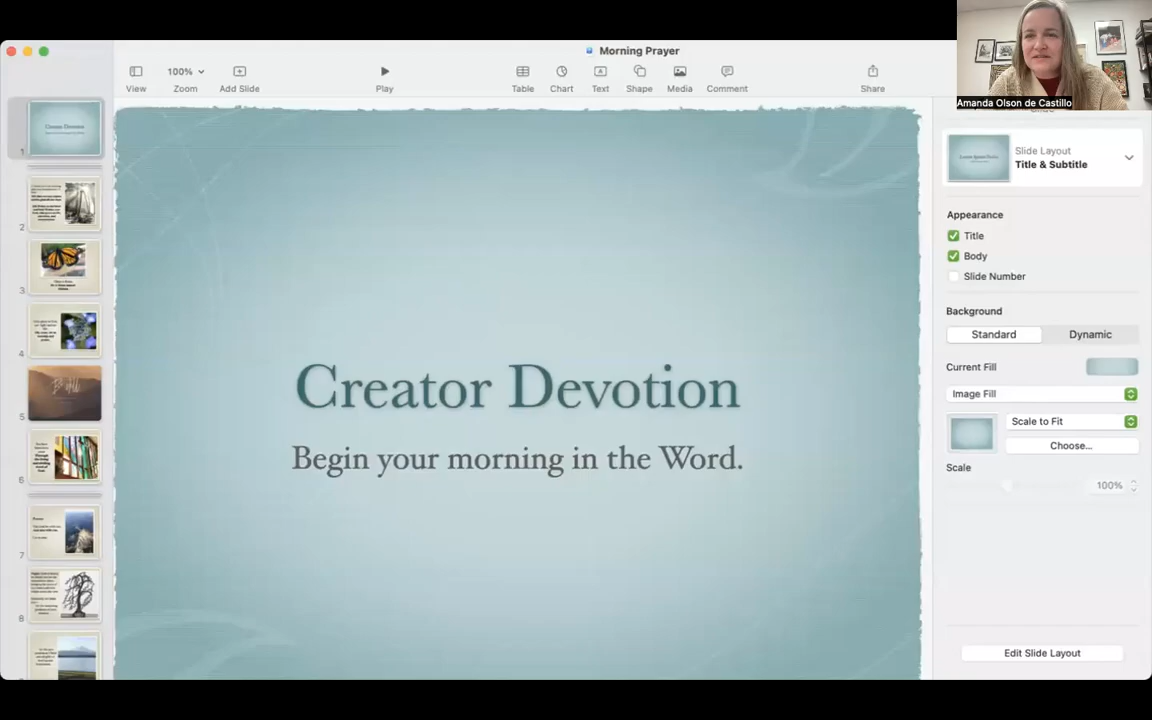 Morning Prayer
View
100%
Zoom
Add Slide
Play
Table
Chart
Text
Shape
Media
Comment
Share
Amanda Olson de Castillo
Slide Layout
Title & Subtitle
Appearance
Title
Body
Slide Number
Background
Standard
Dynamic
Current Fill
Image Fill
Scale to Fit
Choose...
Scale
100%
Edit Slide Layout
Creator Devotion
Begin your morning in the Word.
Creator Devotion
1
2
3
4
5
6
7
8